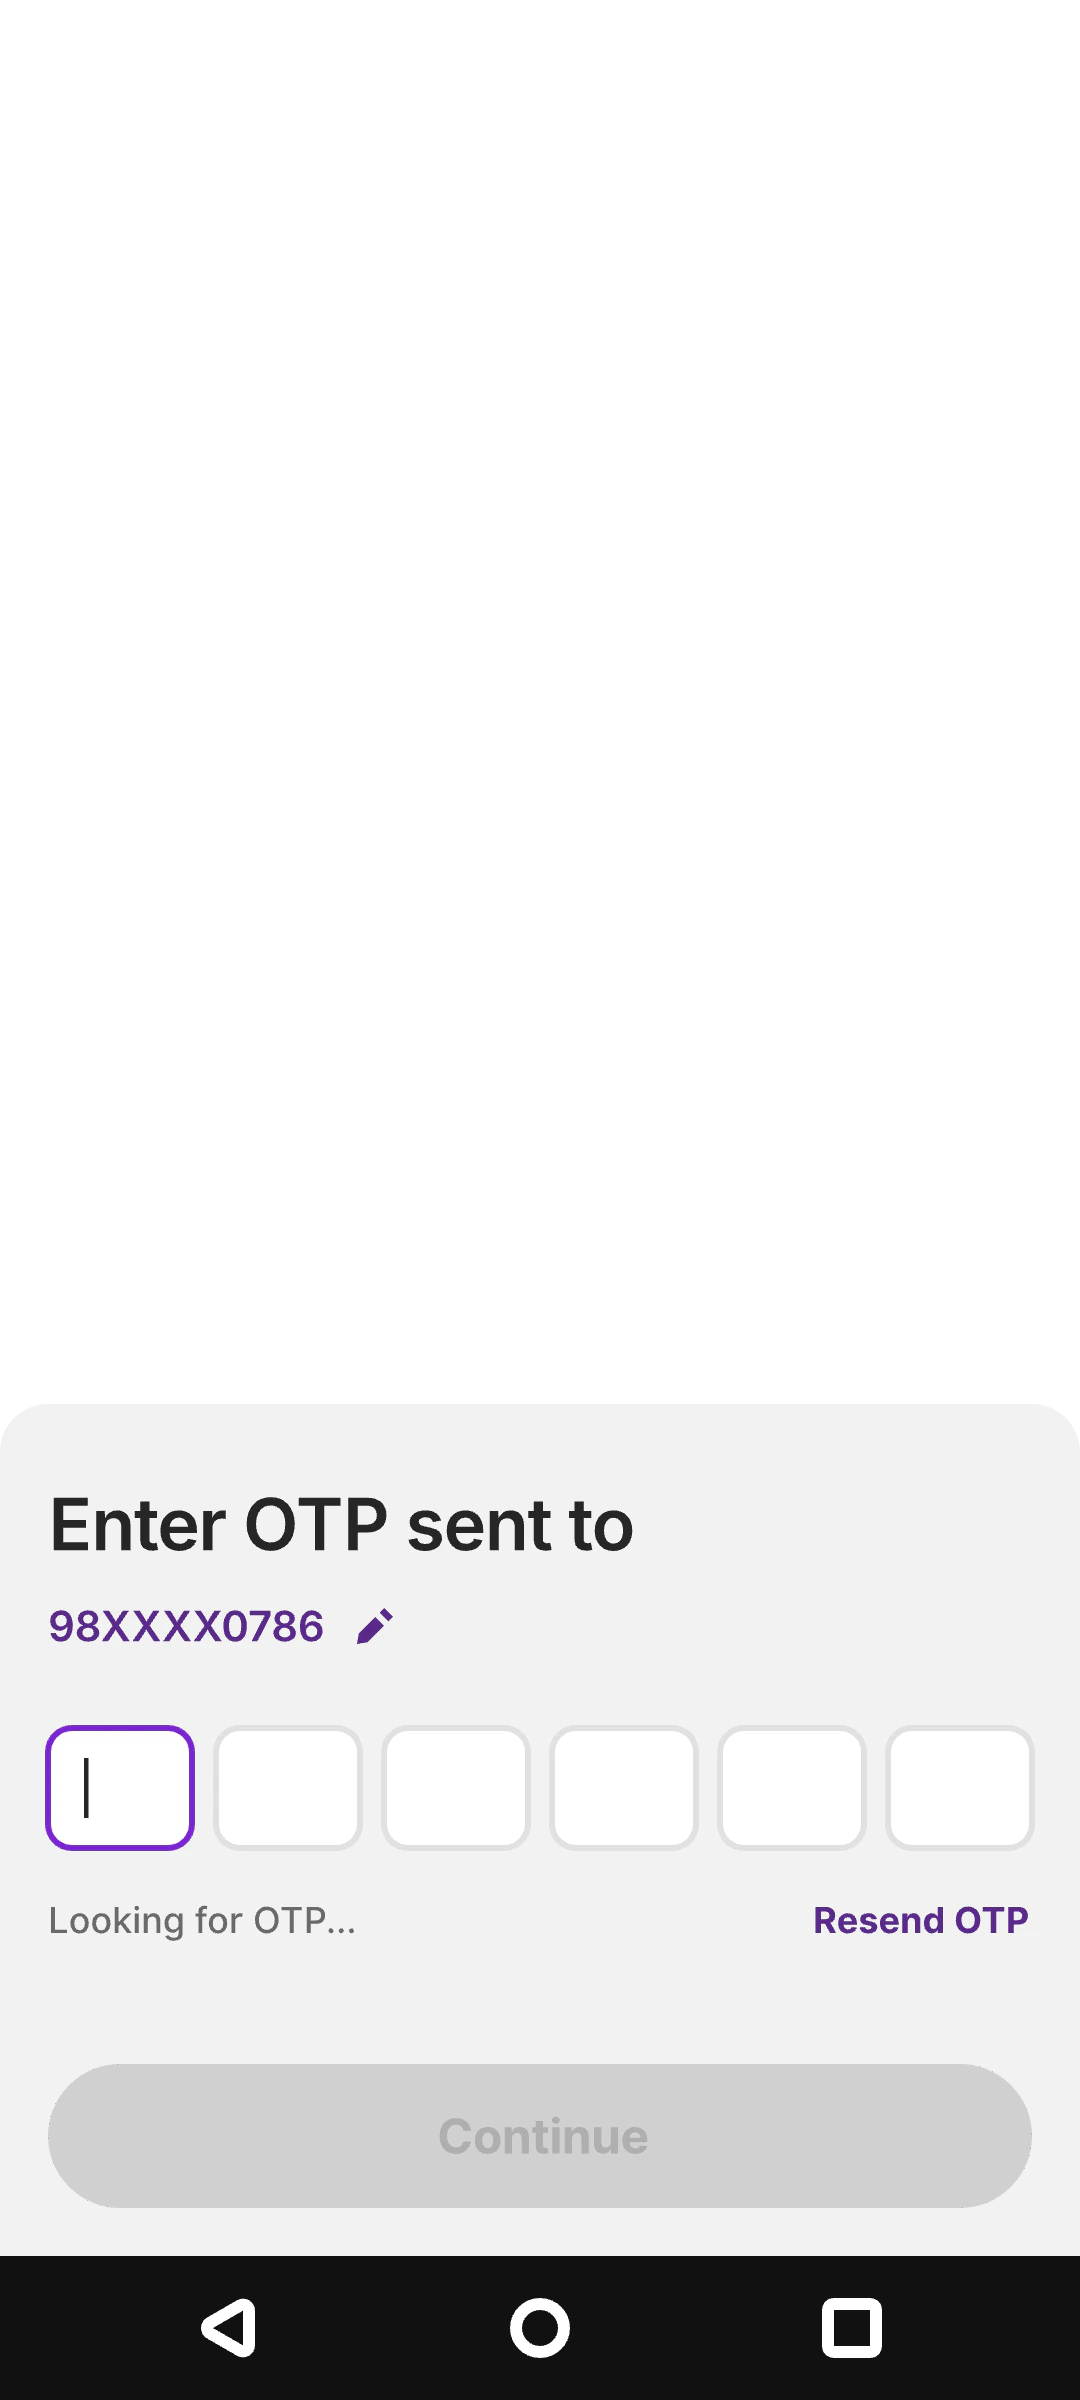 Enter OTP sent to
98XXXX0786
Looking for OTP...
Resend OTP
Continue